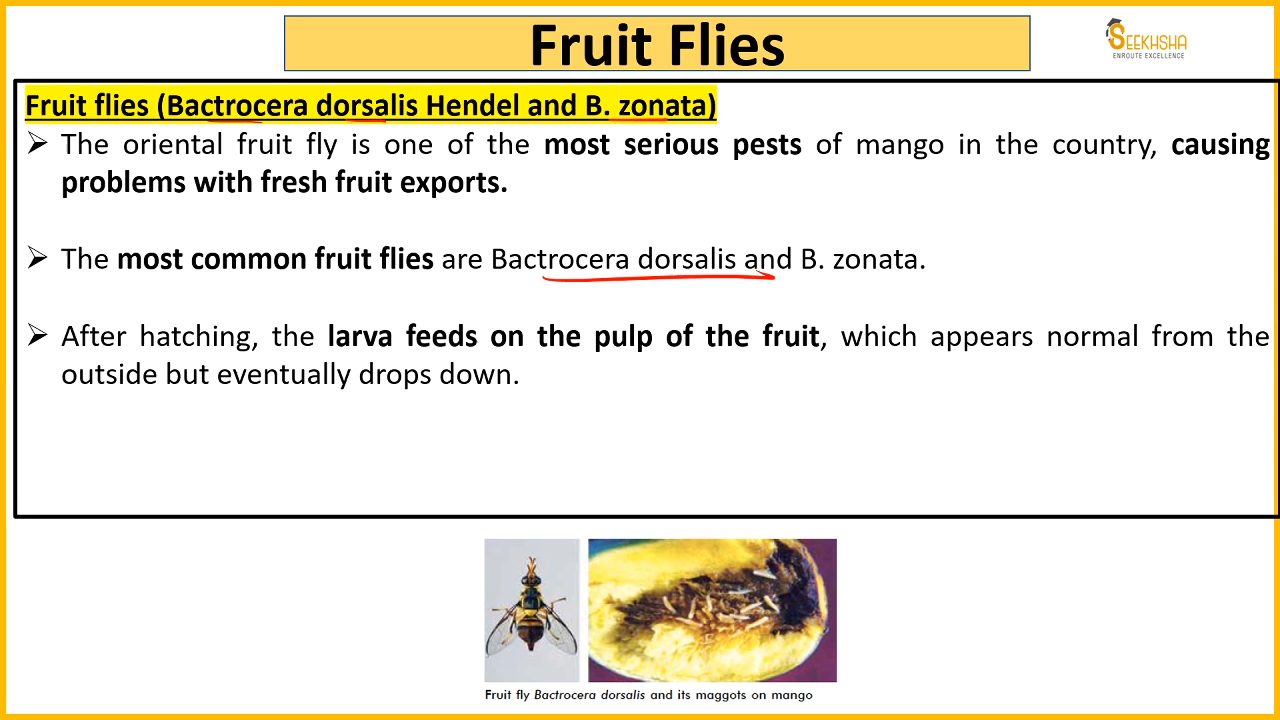 Fruit Flies
SEEKHSHA
ENROUTE EXCELLENCE
Fruit flies (Bactrocera dorsalis Hendel and B. zonata)
➢ The oriental fruit fly is one of the most serious pests of mango in the country, causing
problems with fresh fruit exports.
➢ The most common fruit flies are Bactrocera dorsalis and B. zonata.
➢ After hatching, the larva feeds on the pulp of the fruit, which appears normal from the
outside but eventually drops down.
Fruit fly Bactrocera dorsalis and its maggots on mango